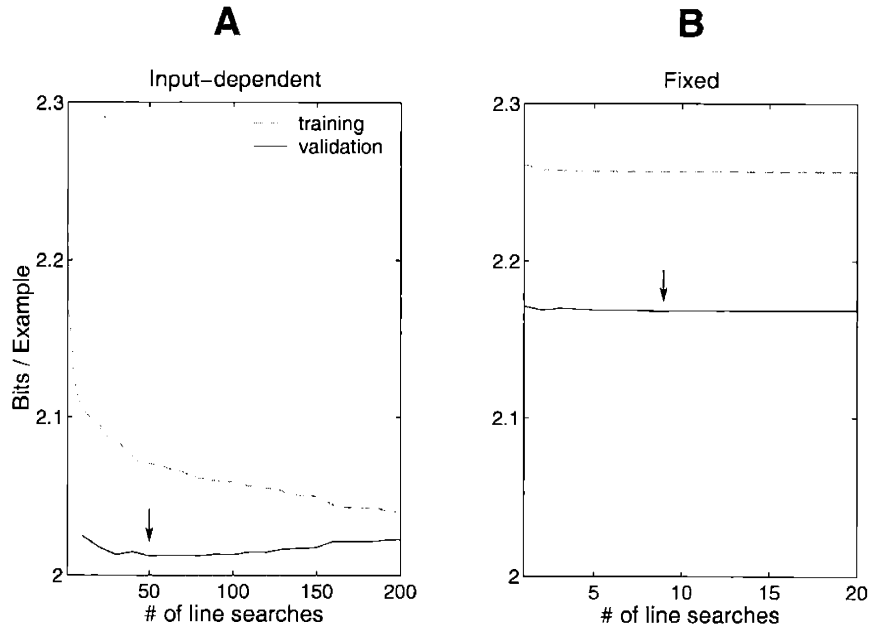 A
Input-dependent
2.3
2.2
2.1
2
Bits / Example
training
validation
50
100
150
200
# of line searches
B
Fixed
2.3
2.2
2.1
2
5
10
15
20
# of line searches